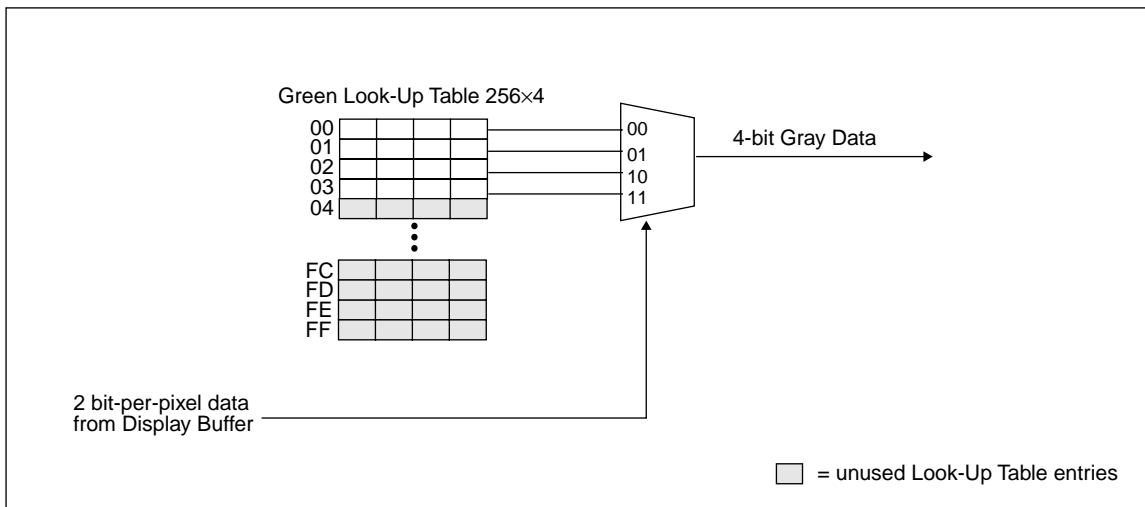 Green Look-Up Table 256×4
00
01
02
03
04
FC
FD
FE
FF
00
01
10
11
4-bit Gray Data
2 bit-per-pixel data
from Display Buffer
= unused Look-Up Table entries